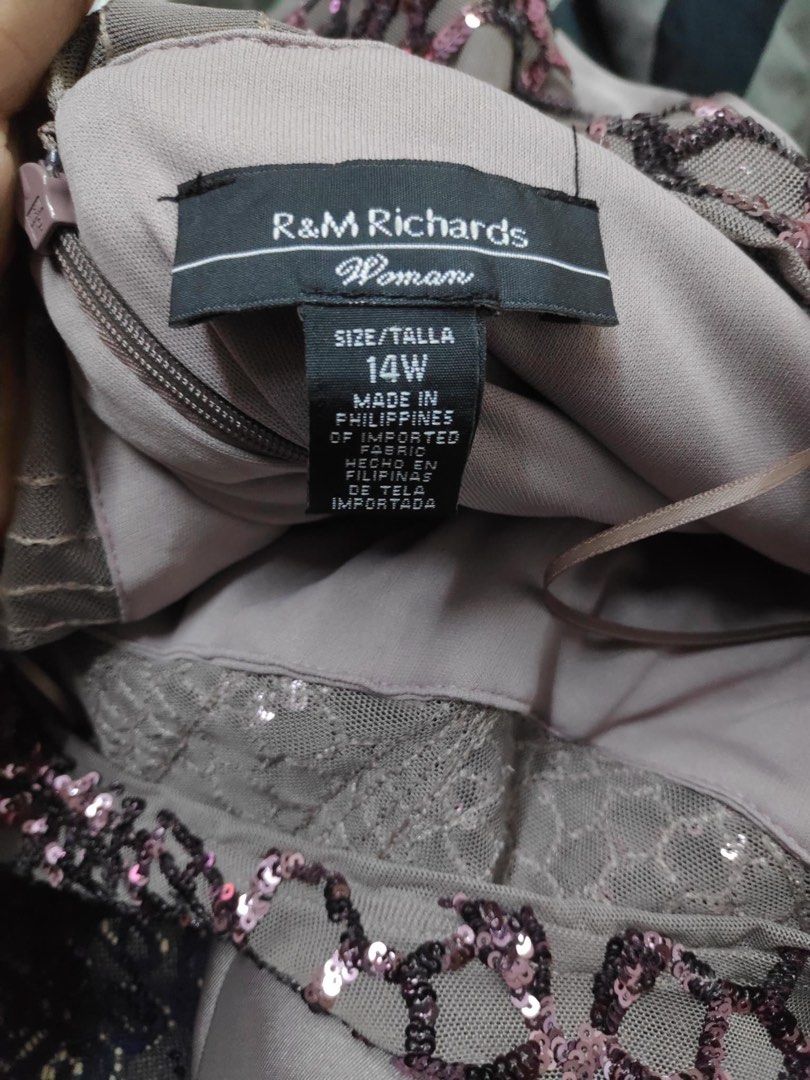 R&M Richards
Woman
SIZE/TALLA
14W
MADE IN
PHILIPPINES
OF IMPORTED
FABRIC
HECHO EN
FILIPINAS
DE TELA
IMPORTADA